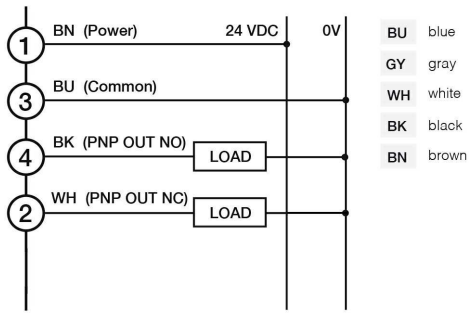 1 BN (Power) 24 VDC 0V
3 BU (Common)
4 BK (PNP OUT NO) LOAD
2 WH (PNP OUT NC) LOAD
BU blue
GY gray
WH white
BK black
BN brown